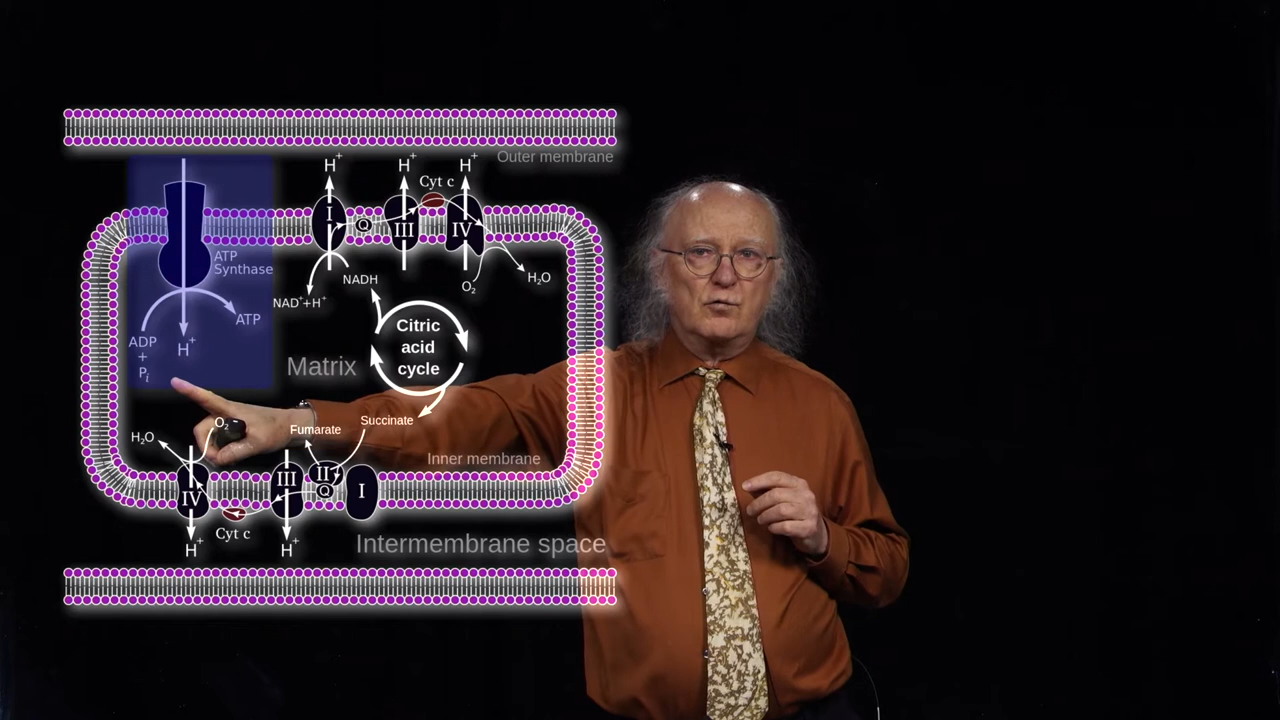 Outer membrane
H+
H+
H+
Cyt c
I
Q
III
IV
ATP
Synthase
NADH
O2
H2O
NAD++H+
ATP
ADP
+
Pi
H+
Citric
acid
cycle
Matrix
Succinate
Fumarate
O2
H2O
Inner membrane
IV
III
II
Q
I
Cyt c
H+
H+
Intermembrane space